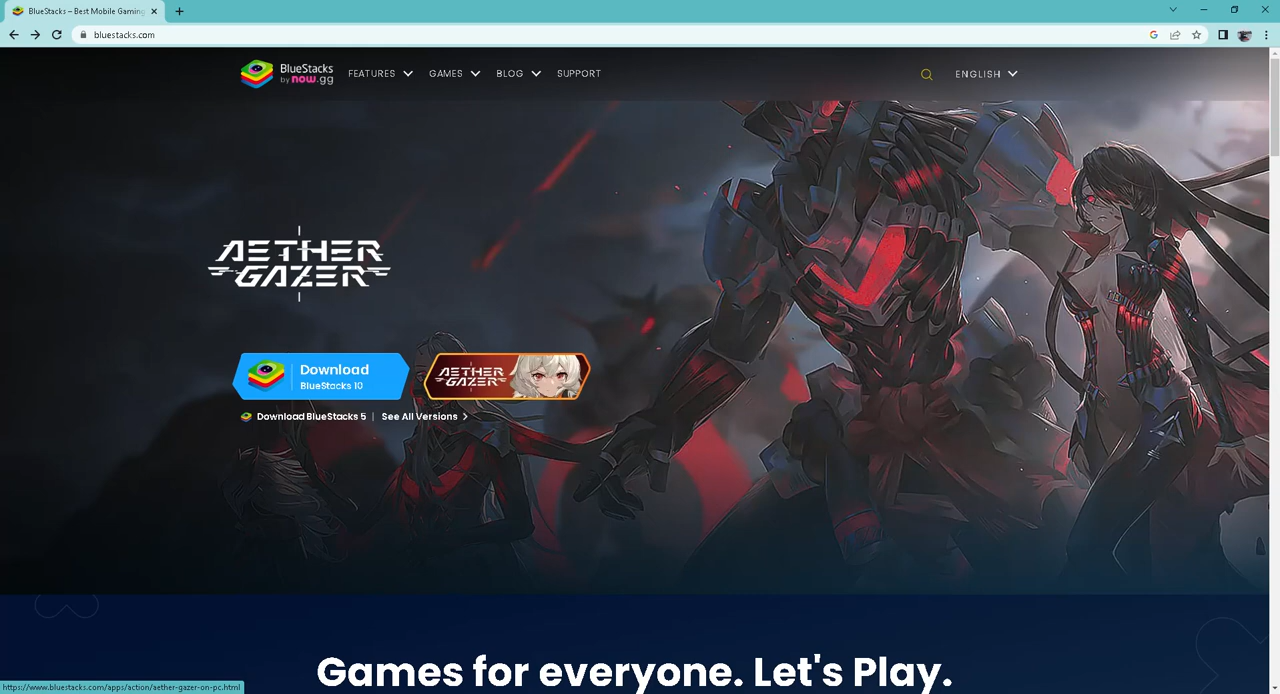 BlueStacks – Best Mobile Gaming
bluestacks.com
BlueStacks
by now.gg
FEATURES
GAMES
BLOG
SUPPORT
ENGLISH
AETHER
GAZER
Download
BlueStacks 10
AETHER
GAZER
Download BlueStacks 5 | See All Versions
Games for everyone. Let's Play.
https://www.bluestacks.com/apps/action/aether-gazer-on-pc.html